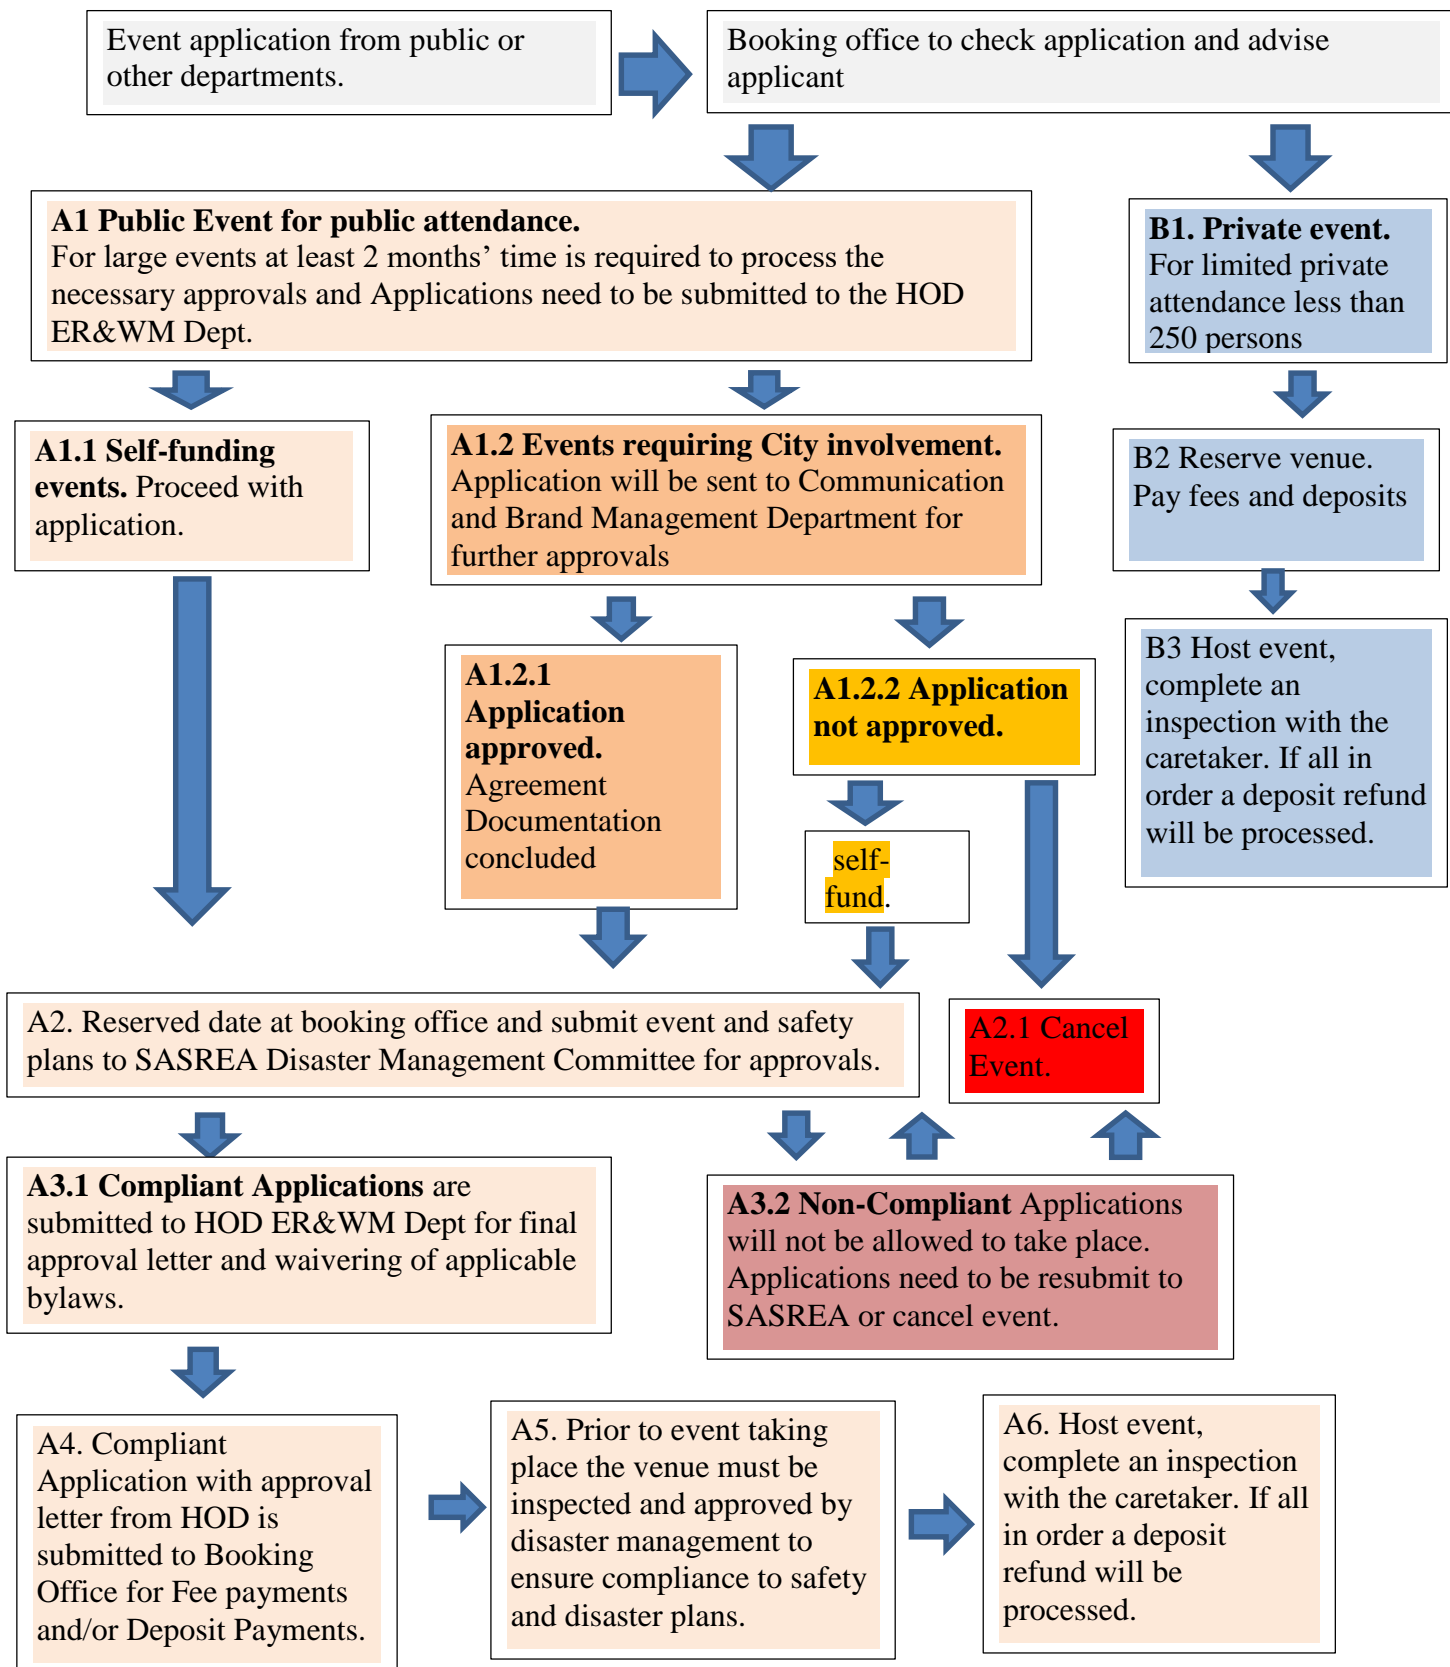 Event application from public or
other departments.
Booking office to check application and advise
applicant
A1 Public Event for public attendance.
For large events at least 2 months’ time is required to process the
necessary approvals and Applications need to be submitted to the HOD
ER&WM Dept.
B1. Private event.
For limited private
attendance less than
250 persons
A1.1 Self-funding
events. Proceed with
application.
A1.2 Events requiring City involvement.
Application will be sent to Communication
and Brand Management Department for
further approvals
B2 Reserve venue.
Pay fees and deposits
A1.2.1
Application
approved.
Agreement
Documentation
concluded
A1.2.2 Application
not approved.
B3 Host event,
complete an
inspection with the
caretaker. If all in
order a deposit refund
will be processed.
self-
fund.
A2. Reserved date at booking office and submit event and safety
plans to SASREA Disaster Management Committee for approvals.
A2.1 Cancel
Event.
A3.1 Compliant Applications are
submitted to HOD ER&WM Dept for final
approval letter and waivering of applicable
bylaws.
A3.2 Non-Compliant Applications
will not be allowed to take place.
Applications need to be resubmit to
SASREA or cancel event.
A4. Compliant
Application with approval
letter from HOD is
submitted to Booking
Office for Fee payments
and/or Deposit Payments.
A5. Prior to event taking
place the venue must be
inspected and approved by
disaster management to
ensure compliance to safety
and disaster plans.
A6. Host event,
complete an inspection
with the caretaker. If all
in order a deposit
refund will be
processed.